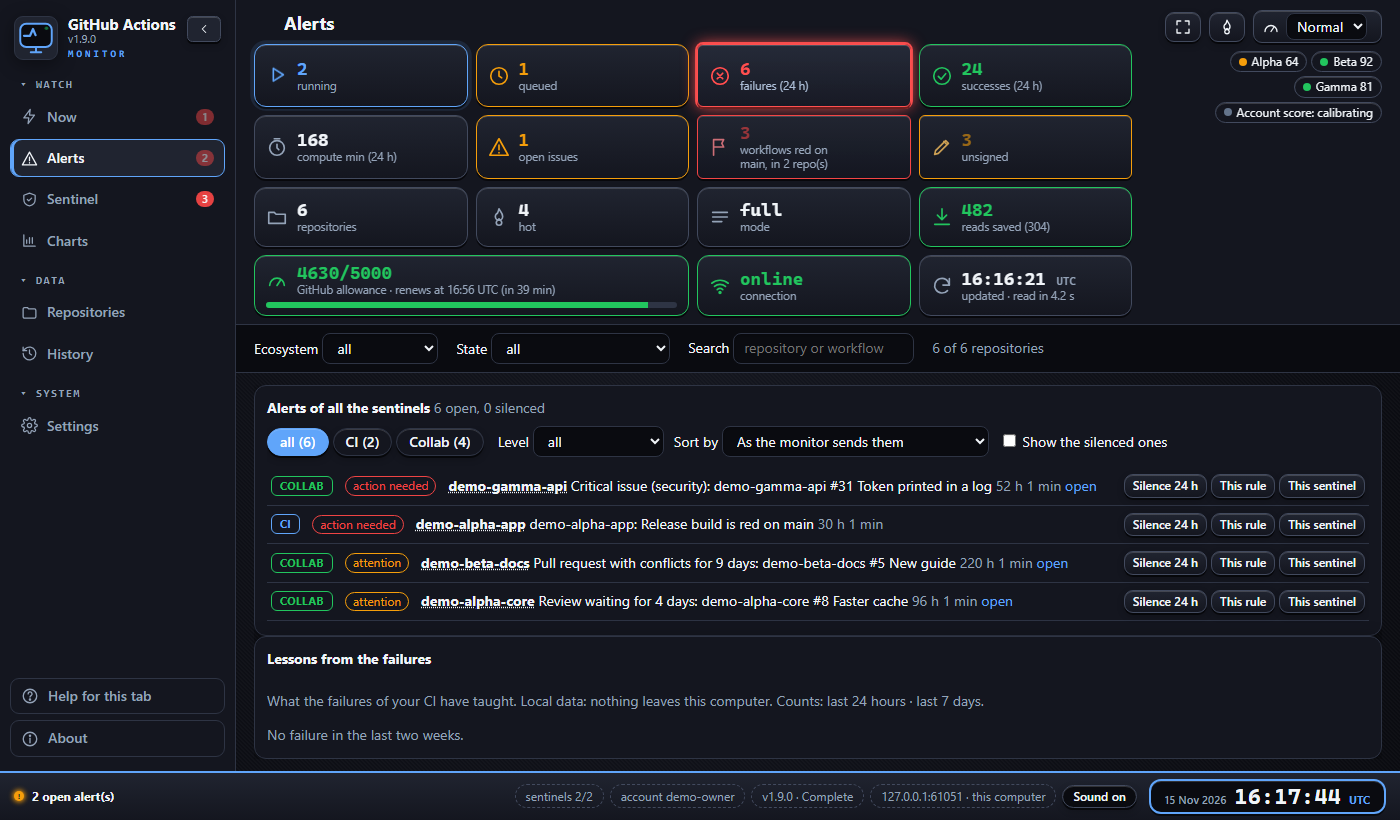 GitHub Actions
v1.9.0
MONITOR
WATCH
Now 1
Alerts 2
Sentinel 3
Charts
DATA
Repositories
History
SYSTEM
Settings
Help for this tab
About
Alerts
Normal
Alpha 64 Beta 92
Gamma 81
Account score: calibrating
2
running
1
queued
6
failures (24 h)
24
successes (24 h)
168
compute min (24 h)
1
open issues
3
workflows red on
main, in 2 repo(s)
3
unsigned
6
repositories
4
hot
full
mode
482
reads saved (304)
4630/5000
GitHub allowance · renews at 16:56 UTC (in 39 min)
online
connection
16:16:21 UTC
updated · read in 4.2 s
Ecosystem all State all Search repository or workflow 6 of 6 repositories
Alerts of all the sentinels 6 open, 0 silenced
all (6) CI (2) Collab (4) Level all Sort by As the monitor sends them Show the silenced ones
COLLAB action needed demo-gamma-api Critical issue (security): demo-gamma-api #31 Token printed in a log 52 h 1 min open Silence 24 h This rule This sentinel
CI action needed demo-alpha-app demo-alpha-app: Release build is red on main 30 h 1 min Silence 24 h This rule This sentinel
COLLAB attention demo-beta-docs Pull request with conflicts for 9 days: demo-beta-docs #5 New guide 220 h 1 min open Silence 24 h This rule This sentinel
COLLAB attention demo-alpha-core Review waiting for 4 days: demo-alpha-core #8 Faster cache 96 h 1 min open Silence 24 h This rule This sentinel
Lessons from the failures
What the failures of your CI have taught. Local data: nothing leaves this computer. Counts: last 24 hours · last 7 days.
No failure in the last two weeks.
2 open alert(s) sentinels 2/2 account demo-owner v1.9.0 · Complete 127.0.0.1:61051 · this computer Sound on 15 Nov 2026 16:17:44 UTC